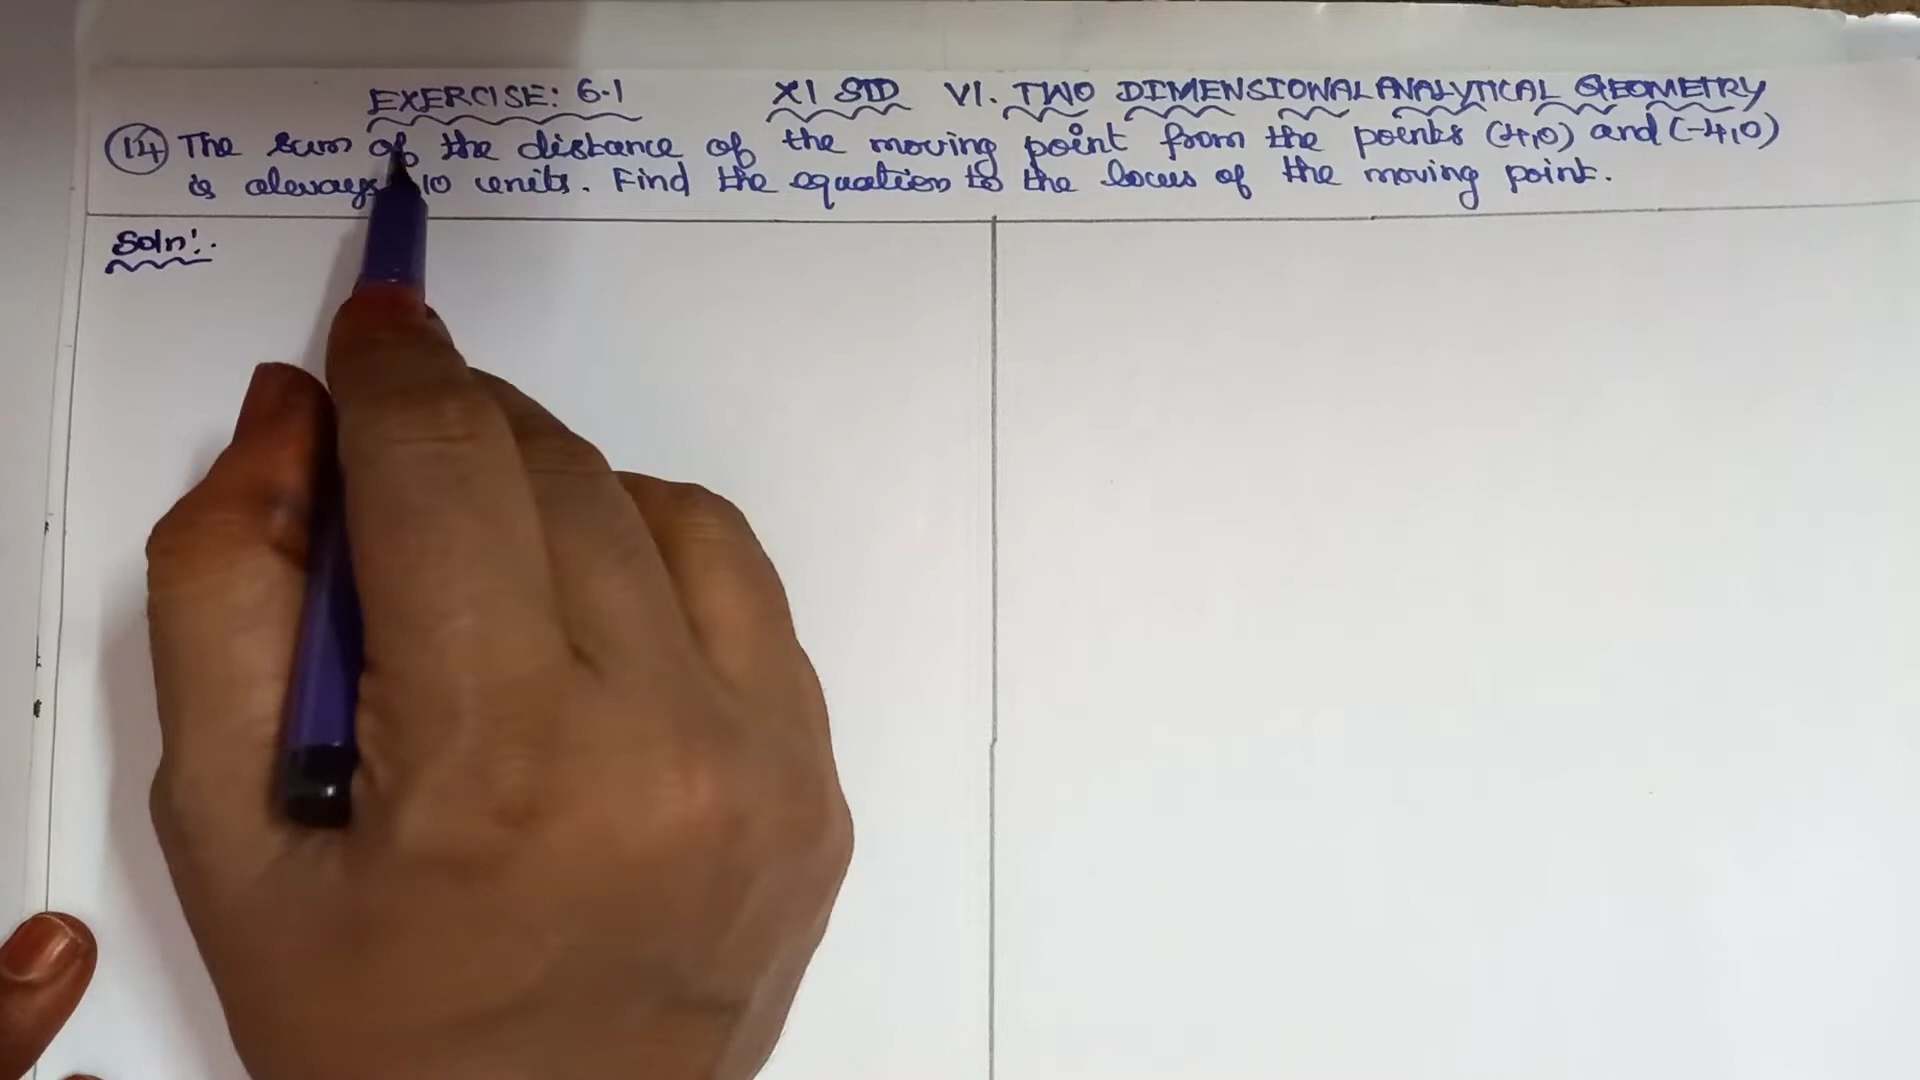 EXERCISE: 6.1 XI STD VI. TWO DIMENSIONAL ANALYTICAL GEOMETRY
14 The sum of the distance of the moving point from the points (4,0) and (-4,0)
is always 10 units. Find the equation to the locus of the moving point.
Soln:.